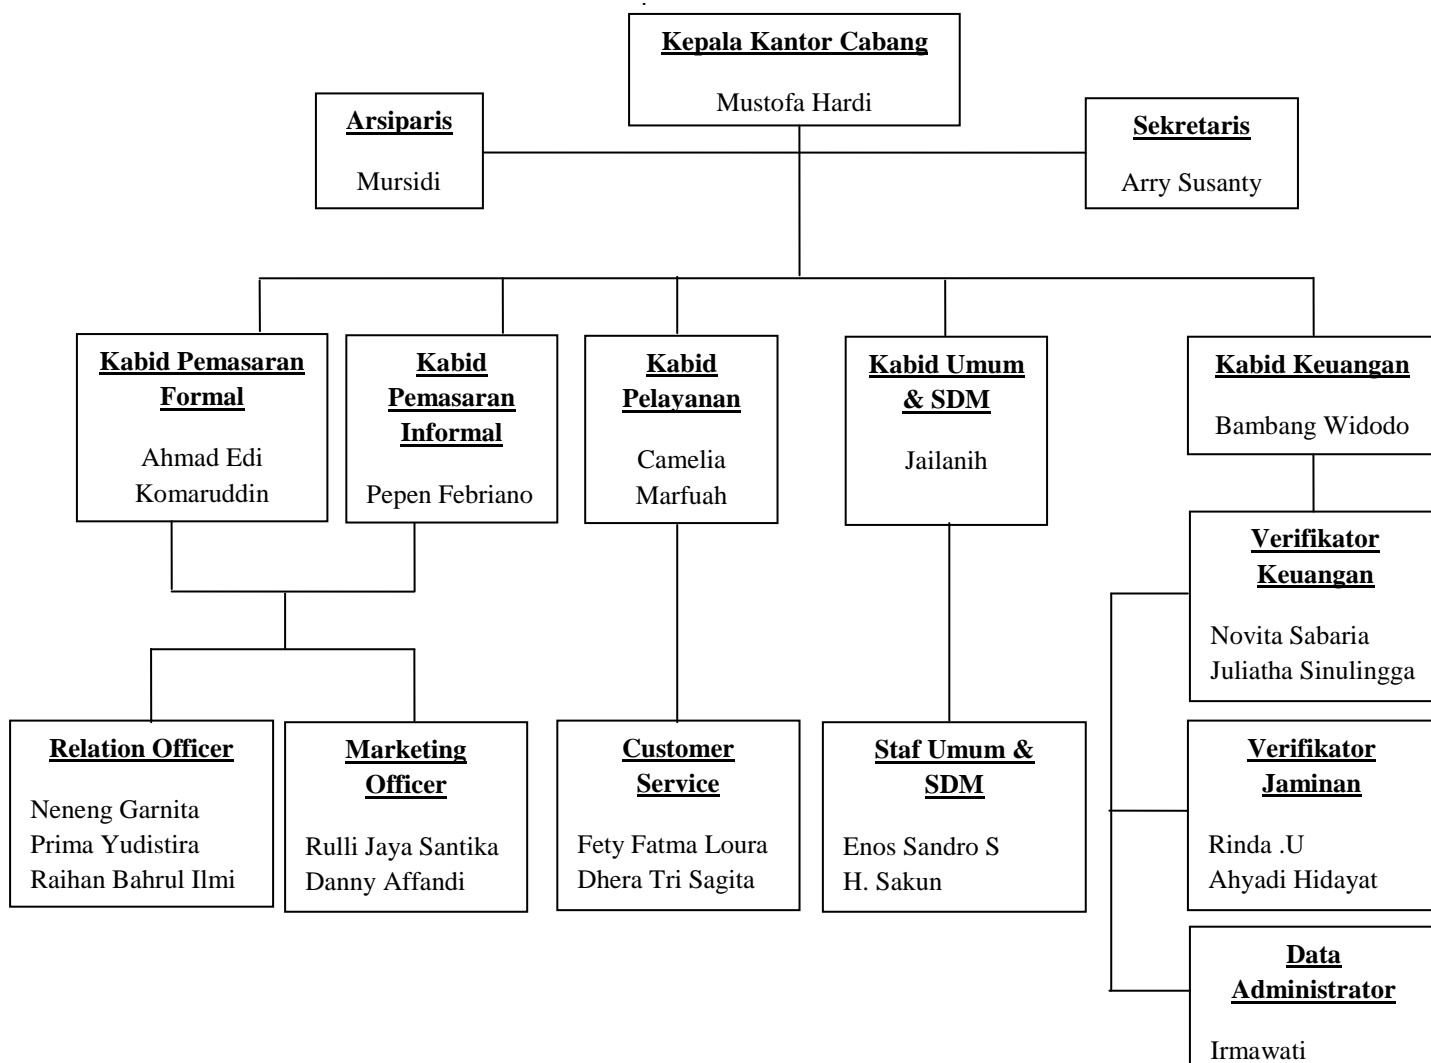 Kepala Kantor Cabang
Mustofa Hardi
Arsiparis
Mursidi
Sekretaris
Arry Susanty
Kabid Pemasaran
Formal
Ahmad Edi
Komaruddin
Kabid
Pemasaran
Informal
Pepen Febriano
Kabid
Pelayanan
Camelia
Marfuah
Kabid Umum
& SDM
Jailanih
Kabid Keuangan
Bambang Widodo
Verifikator
Keuangan
Novita Sabaria
Juliatha Sinulingga
Relation Officer
Neneng Garnita
Prima Yudistira
Raihan Bahrul Ilmi
Marketing
Officer
Rulli Jaya Santika
Danny Affandi
Customer
Service
Fety Fatma Loura
Dhera Tri Sagita
Staf Umum &
SDM
Enos Sandro S
H. Sakun
Verifikator
Jaminan
Rinda .U
Ahyadi Hidayat
Data
Administrator
Irmawati